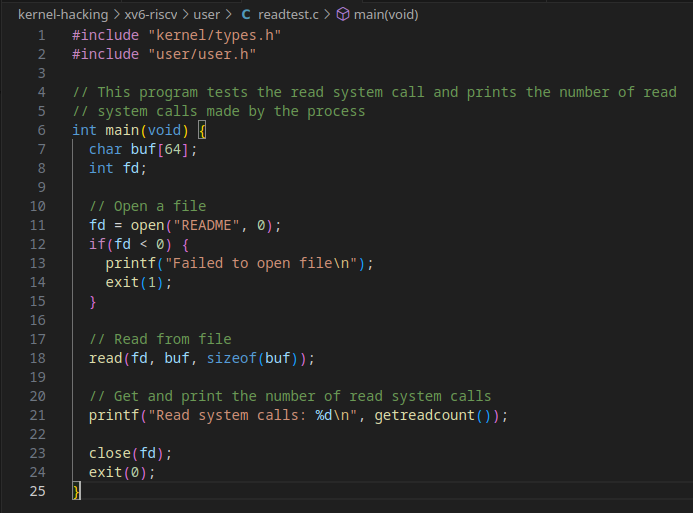 kernel-hacking > xv6-riscv > user > C readtest.c > main(void)
1 #include "kernel/types.h"
2 #include "user/user.h"
3
4 // This program tests the read system call and prints the number of read
5 // system calls made by the process
6 int main(void) {
7   char buf[64];
8   int fd;
9
10   // Open a file
11   fd = open("README", 0);
12   if(fd < 0) {
13     printf("Failed to open file\n");
14     exit(1);
15   }
16
17   // Read from file
18   read(fd, buf, sizeof(buf));
19
20   // Get and print the number of read system calls
21   printf("Read system calls: %d\n", getreadcount());
22
23   close(fd);
24   exit(0);
25 }